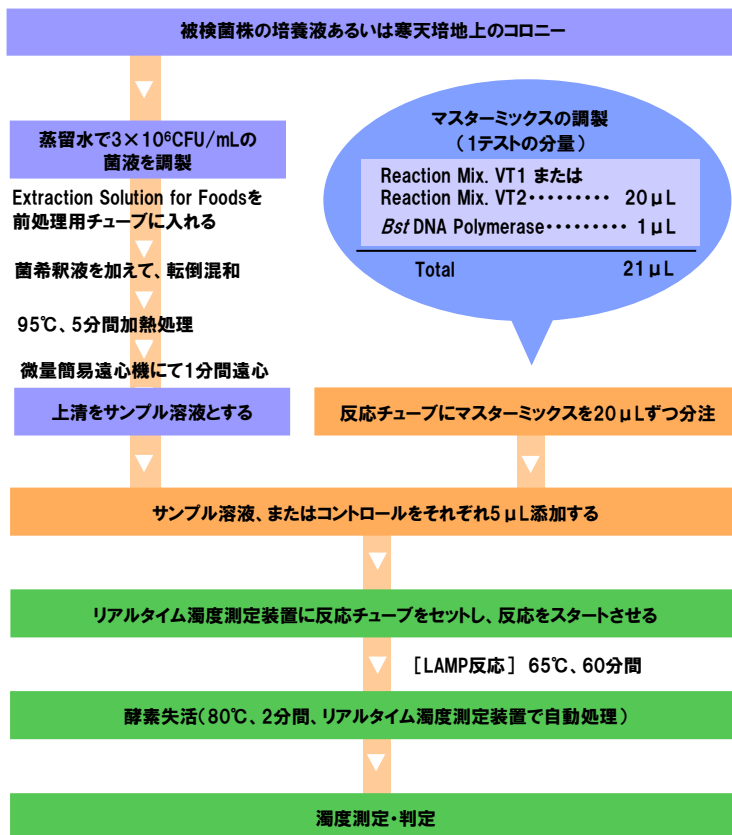 被検菌株の培養液あるいは寒天培地上のコロニー
蒸留水で3×10⁶CFU/mLの
菌液を調製
Extraction Solution for Foodsを
前処理用チューブに入れる
菌希釈液を加えて、転倒混和
95℃、5分間加熱処理
微量簡易遠心機にて1分間遠心
上清をサンプル溶液とする
マスターミックスの調製
（1テストの分量）
Reaction Mix. VT1 または
Reaction Mix. VT2‥‥‥‥‥ 20μL
Bst DNA Polymerase‥‥‥‥‥ 1μL
Total 21μL
反応チューブにマスターミックスを20μLずつ分注
サンプル溶液、またはコントロールをそれぞれ5μL添加する
リアルタイム濁度測定装置に反応チューブをセットし、反応をスタートさせる
［LAMP反応］ 65℃、60分間
酵素失活（80℃、2分間、リアルタイム濁度測定装置で自動処理）
濁度測定・判定